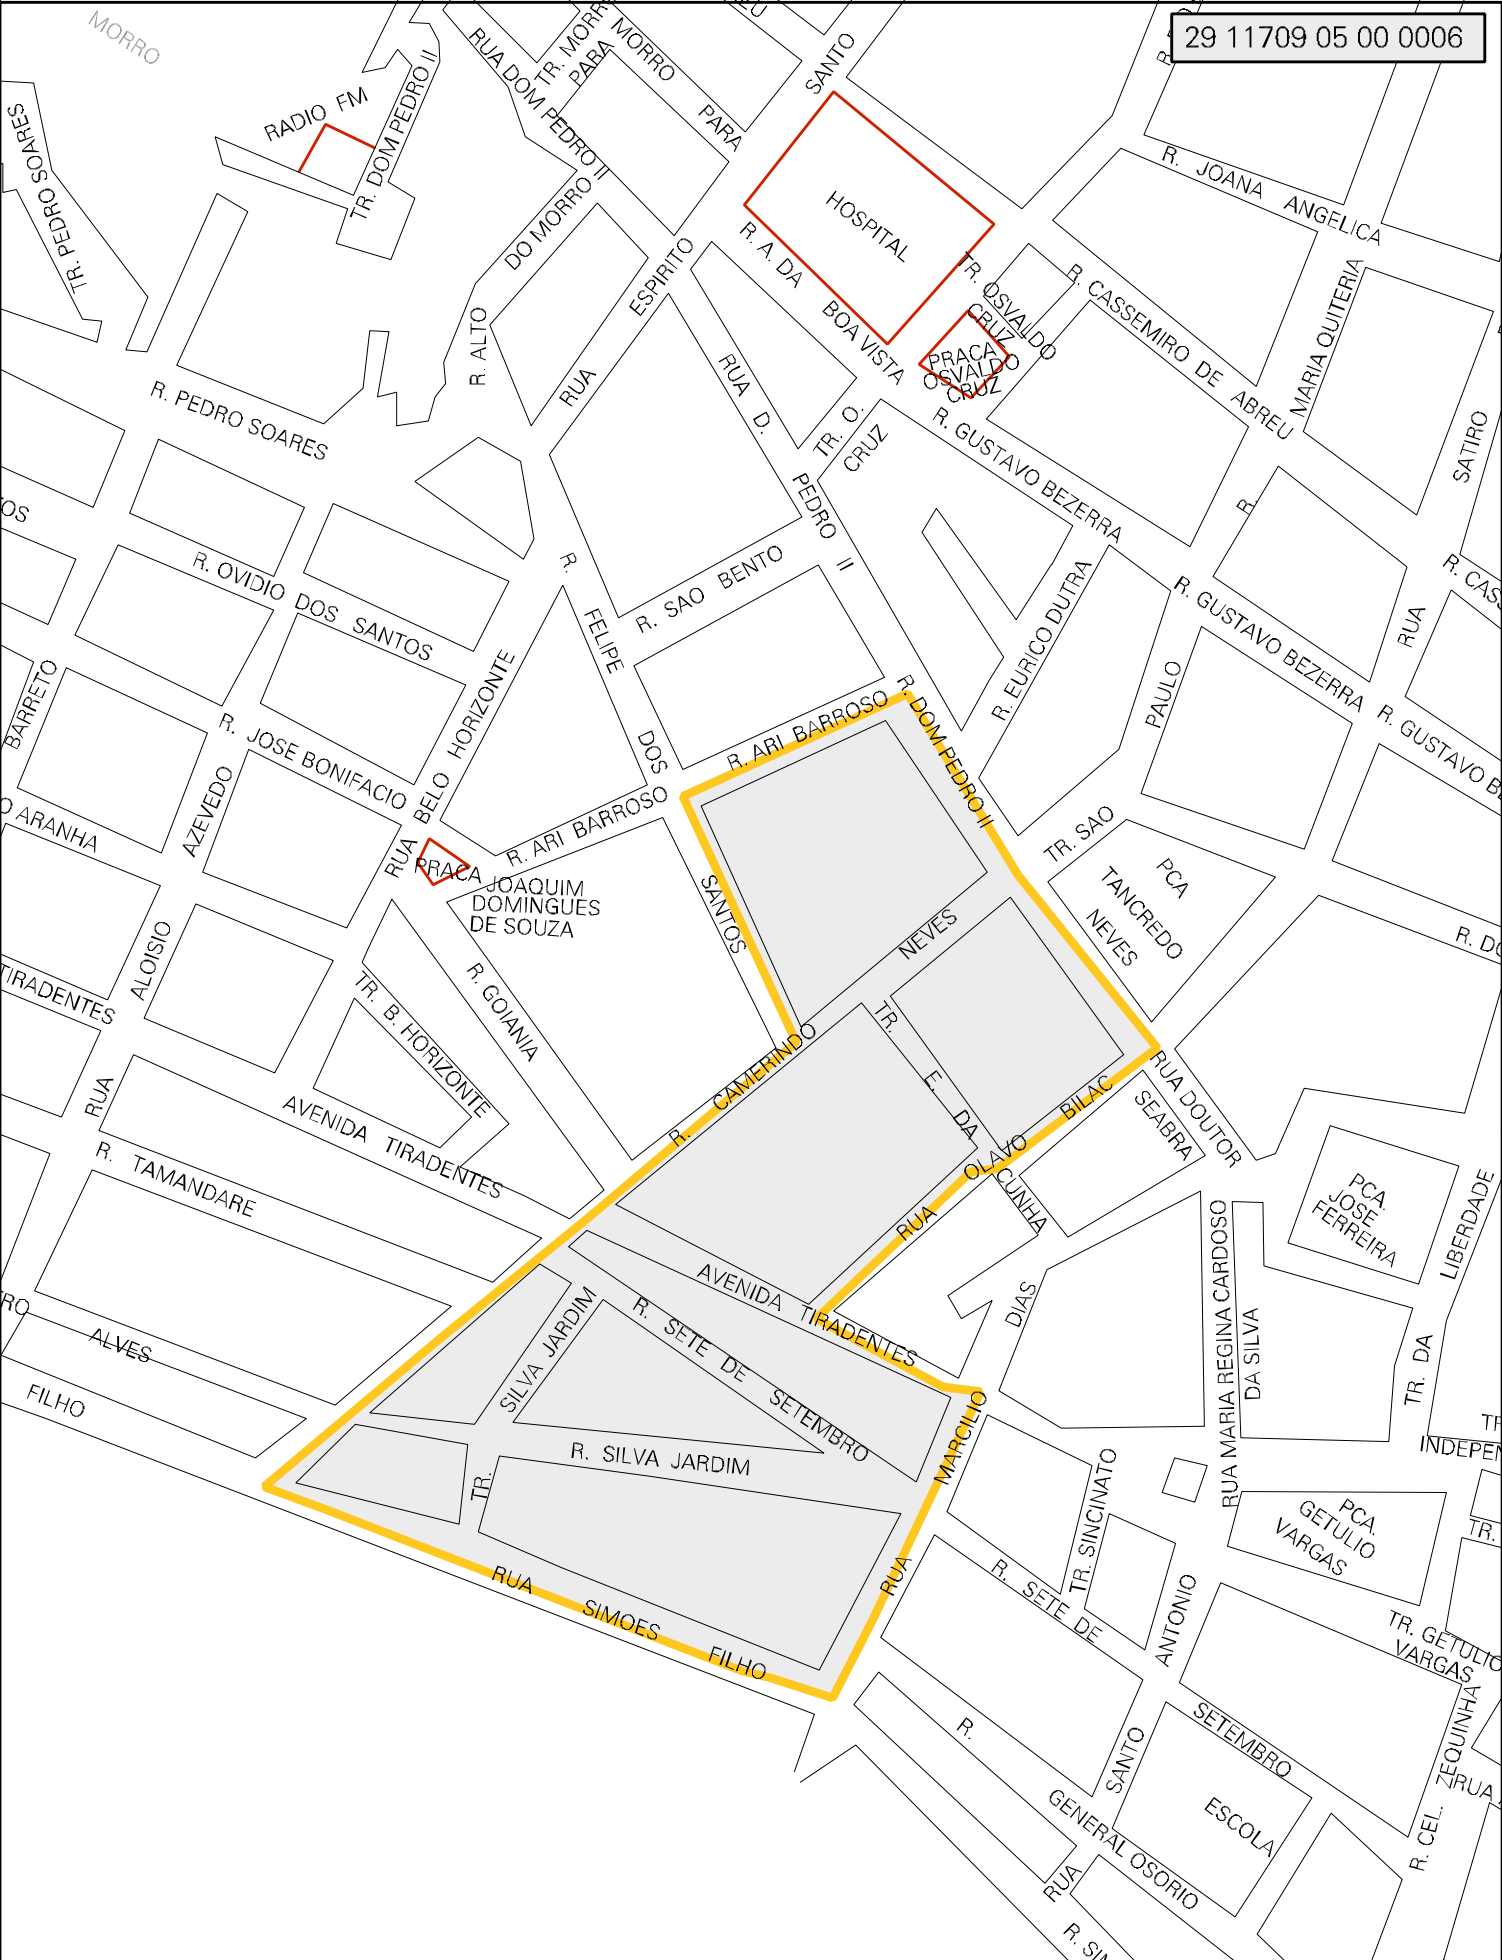 29 11709 05 00 0006
MORRO
RADIO FM
TR. DOM PEDRO II
RUA DOM PEDRO II
PARA
MORRO PARA
SANTO
TR. PEDRO SOARES
HOSPITAL
R. JOANA ANGELICA
DO MORRO
R. ALTO
RUA ESPIRITO
R. A. DA BOA VISTA
TR. OSVALDO
CRUZ
PRACA
OSVALDO
CRUZ
R. CASSEMIRO DE ABREU
MARIA QUITERIA
R.
SATIRO
RUA
R. PEDRO SOARES
RUA D. PEDRO II
TR. O.
CRUZ
R. GUSTAVO BEZERRA
R. OVIDIO DOS SANTOS
R. FELIPE DOS SANTOS
R. SAO BENTO
R. EURICO DUTRA
R. GUSTAVO BEZERRA
PAULO
BARRETO
R. JOSE BONIFACIO
RUA BELO HORIZONTE
R. ARI BARROSO
R. DOM PEDRO II
AZEVEDO
R. ARI BARROSO
TR. SAO
PCA
TANCREDO
NEVES
PRACA JOAQUIM
DOMINGUES
DE SOUZA
RUA ALOISIO
TIRADENTES
R. GOIANIA
TR. B. HORIZONTE
R. CAMERINDO NEVES
TR. E. DA CUNHA
RUA OLAVO BILAC
RUA DOUTOR
SEABRA
AVENIDA TIRADENTES
R. TAMANDARE
PCA.
JOSE
FERREIRA
LIBERDADE
TR. DA
RUA MARIA REGINA CARDOSO
DA SILVA
DIAS
AVENIDA TIRADENTES
R. SETE DE SETEMBRO
SILVA JARDIM
TR.
R. SILVA JARDIM
ALVES
FILHO
RUA MARCILIO
TR. SINCINATO
PCA.
GETULIO
VARGAS
TR.
RUA SIMOES FILHO
R. SETE DE SETEMBRO
TR. GETULIO
VARGAS
RUA SANTO ANTONIO
R. GENERAL OSORIO
ESCOLA
R. CEL. ZEQUINHA
RUA